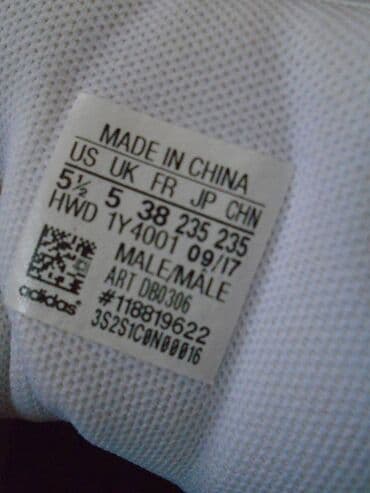 MADE IN CHINA
US UK FR JP CHN
5½ 5 38 235 235
HWD 1Y4001 09/17
MALE/MÂLE
ART DB0306
#118819622
adidas
3S2S1C0N00016